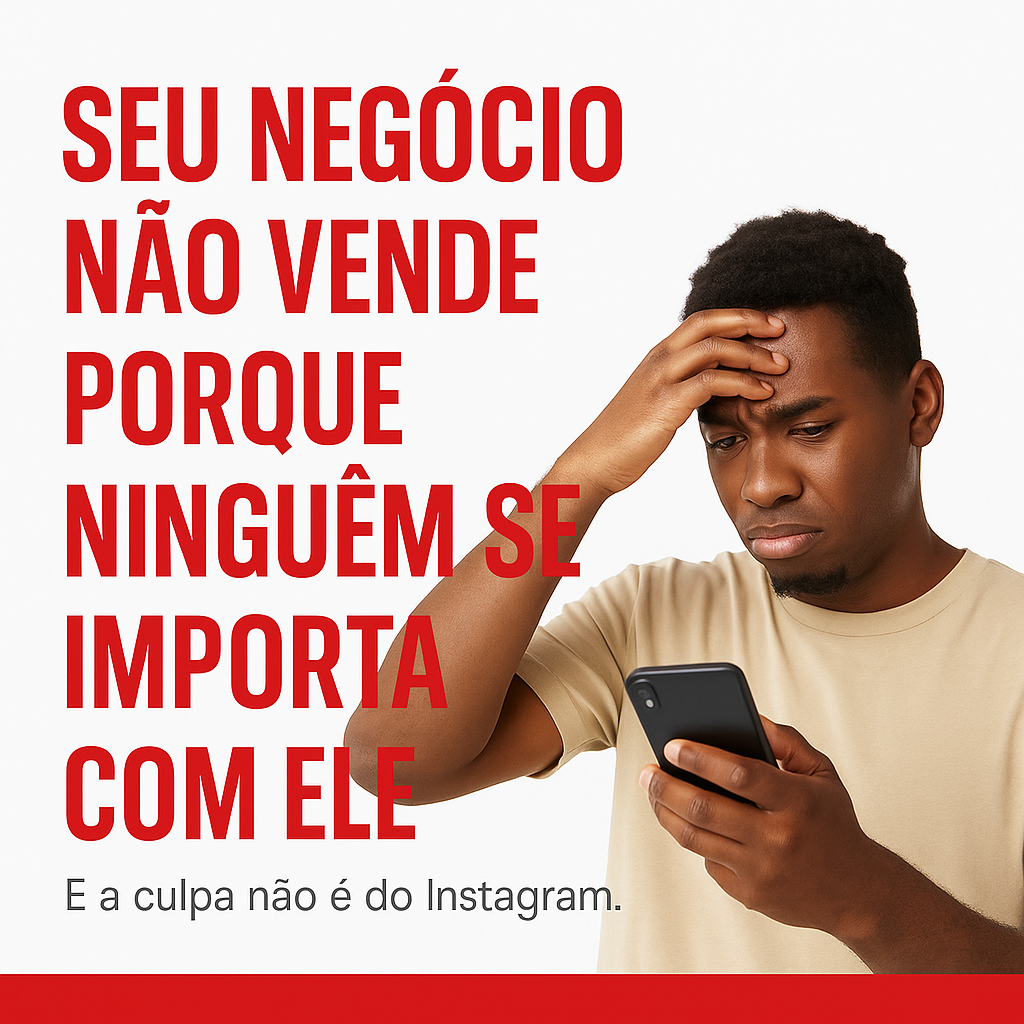 SEU NEGÓCIO
NÃO VENDE
PORQUE
NINGUÊM SE
IMPORTA
COM ELE
E a culpa não é do Instagram.